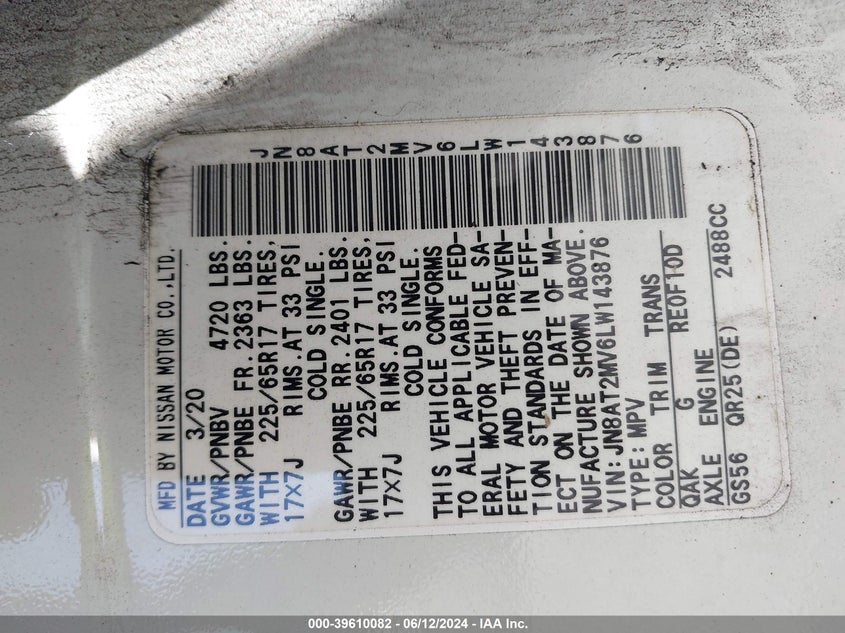 JN8AT2MV6LW143876
MFD BY NISSAN MOTOR CO.,LTD.
DATE 3/20
GVWR/PNBV 4720 LBS.
GAWR/PNBE FR.2363 LBS.
WITH 225/65R17 TIRES,
17X7J RIMS.AT 33 PSI
COLD SINGLE.
GAWR/PNBE RR.2401 LBS.
WITH 225/65R17 TIRES,
17X7J RIMS.AT 33 PSI
COLD SINGLE.
THIS VEHICLE CONFORMS
TO ALL APPLICABLE FED-
ERAL MOTOR VEHICLE SA-
FETY AND THEFT PREVEN-
TION STANDARDS IN EFF-
ECT ON THE DATE OF MA-
NUFACTURE SHOWN ABOVE.
VIN: JN8AT2MV6LW143876
TYPE: MPV
COLOR TRIM TRANS
QAK G RE0F10D
AXLE ENGINE
GS56 QR25(DE) 2488CC
000-39610082 - 06/12/2024 - IAA Inc.